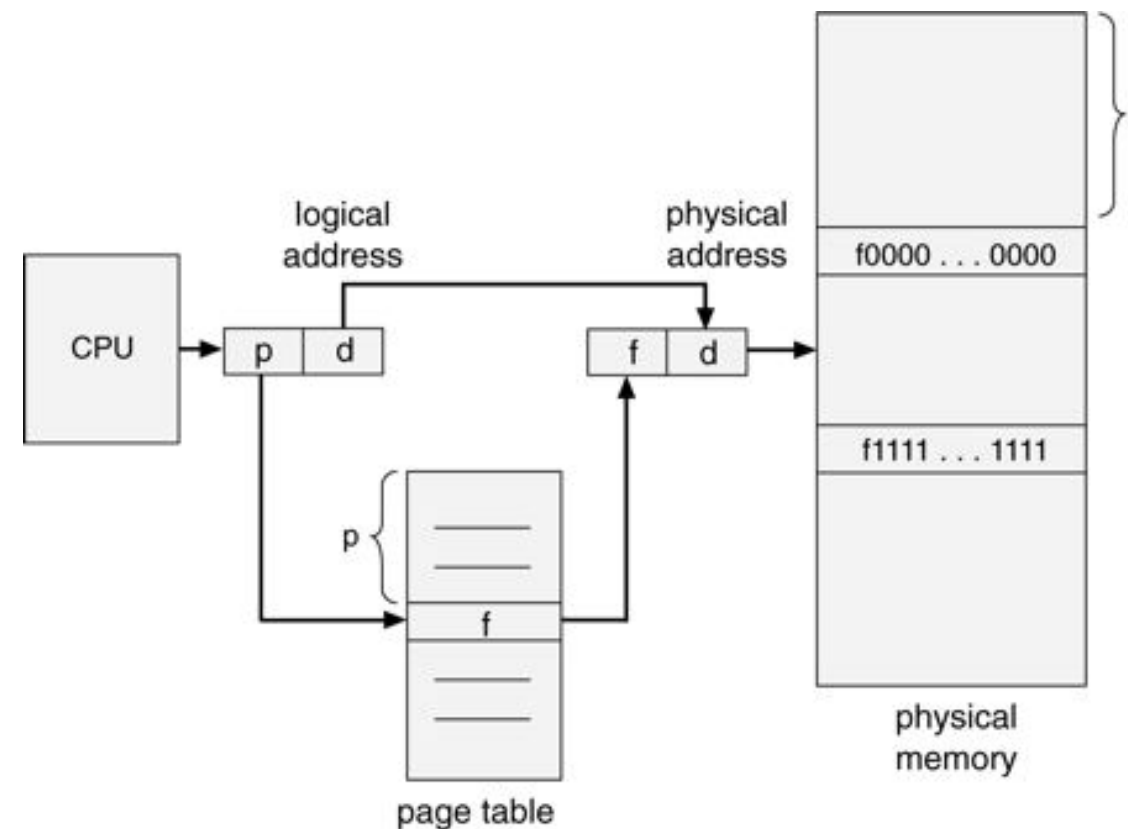 logical
address
physical
address
f0000 . . . 0000
CPU
p
d
f
d
f1111 . . . 1111
p
f
physical
memory
page table